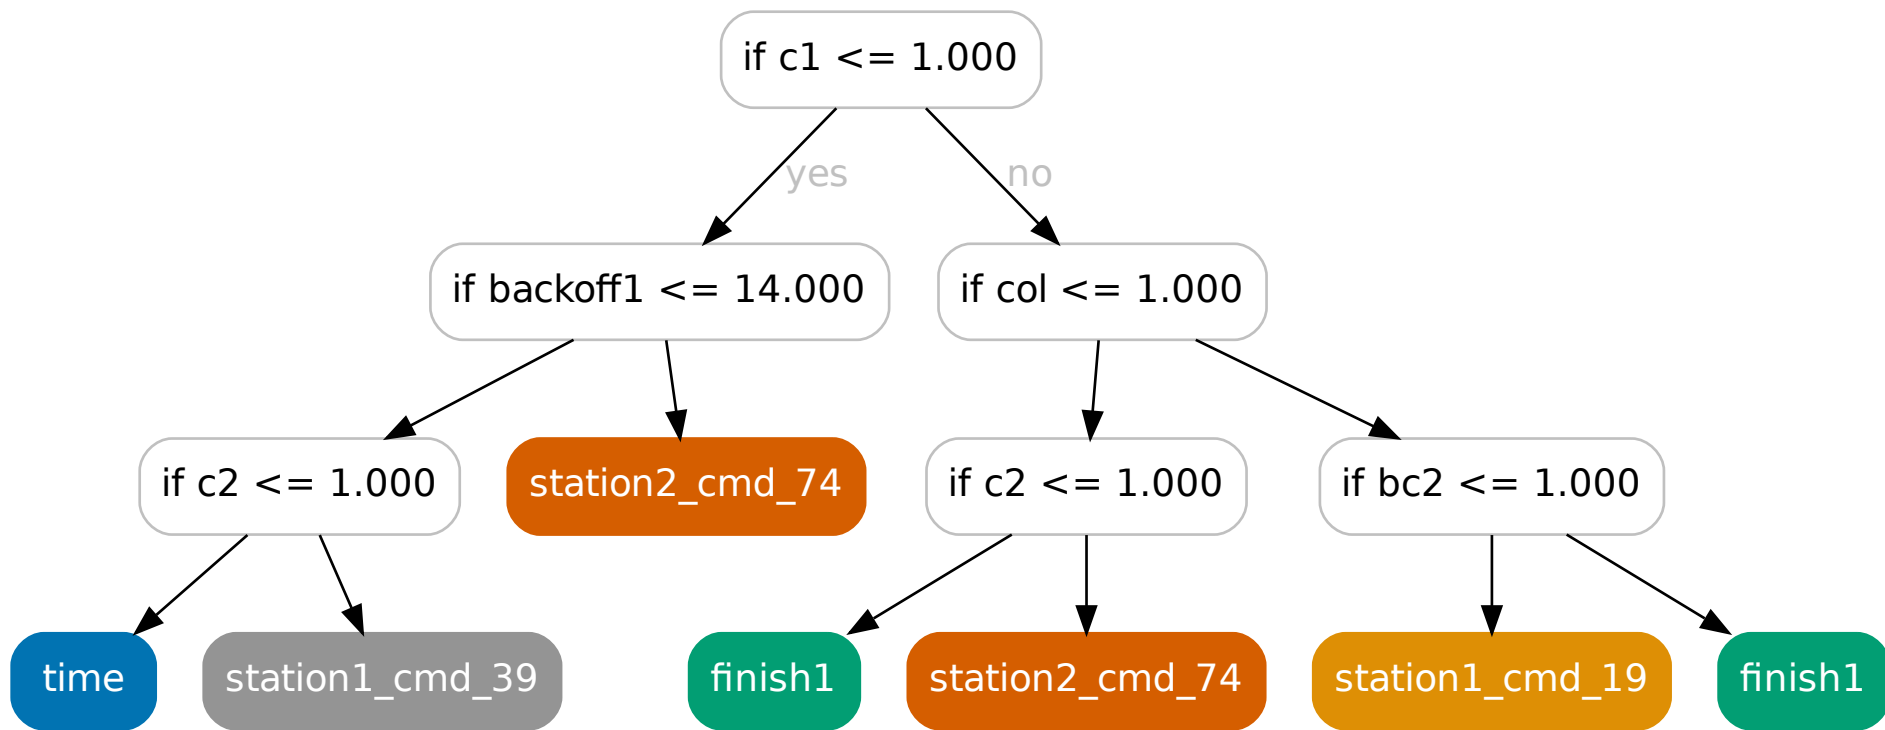 if c1 <= 1.000
yes
no
if backoff1 <= 14.000
if col <= 1.000
if c2 <= 1.000
station2_cmd_74
if c2 <= 1.000
if bc2 <= 1.000
time
station1_cmd_39
finish1
station2_cmd_74
station1_cmd_19
finish1